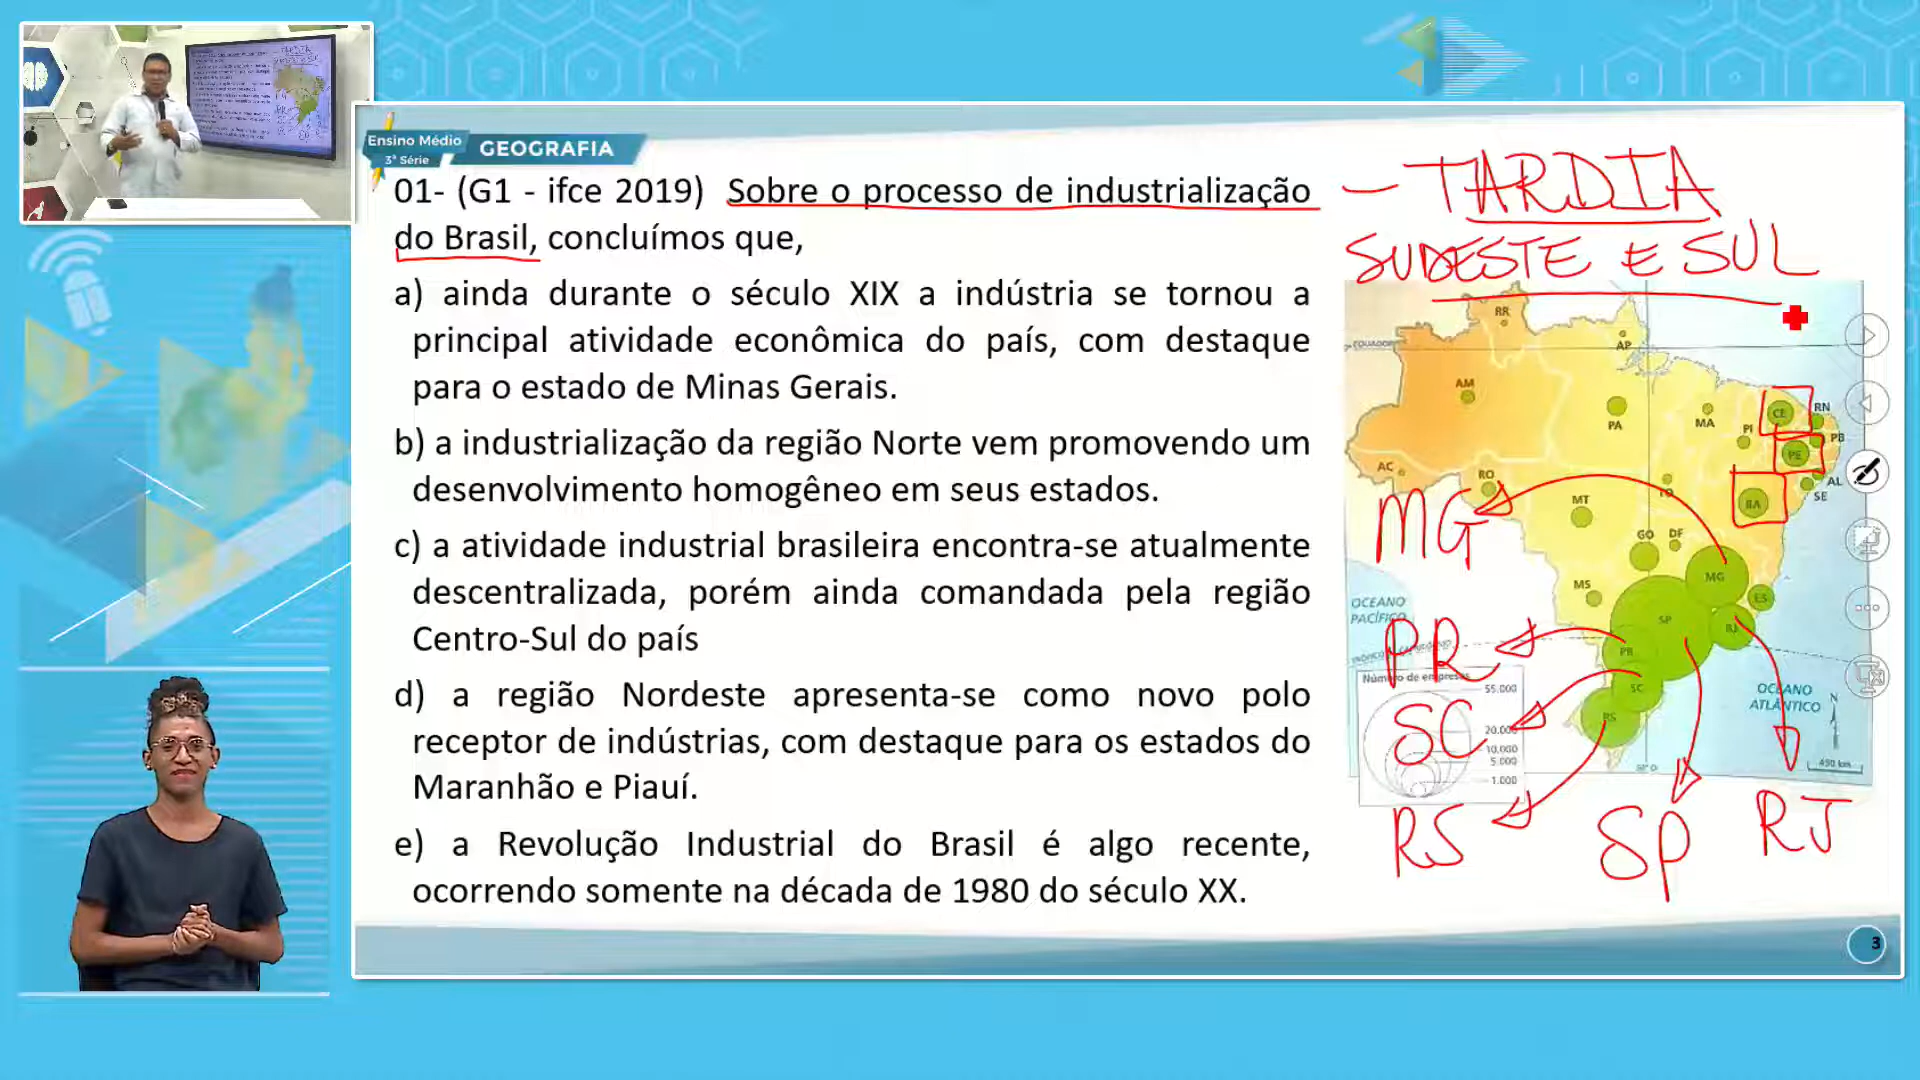 Ensino Médio
3ª Série
GEOGRAFIA
01- (G1 - ifce 2019) Sobre o processo de industrialização
do Brasil, concluímos que,
a) ainda durante o século XIX a indústria se tornou a
principal atividade econômica do país, com destaque
para o estado de Minas Gerais.
b) a industrialização da região Norte vem promovendo um
desenvolvimento homogêneo em seus estados.
c) a atividade industrial brasileira encontra-se atualmente
descentralizada, porém ainda comandada pela região
Centro-Sul do país
d) a região Nordeste apresenta-se como novo polo
receptor de indústrias, com destaque para os estados do
Maranhão e Piauí.
e) a Revolução Industrial do Brasil é algo recente,
ocorrendo somente na década de 1980 do século XX.
- TARDIA
SUDESTE E SUL
RR
AP
EQUADOR
AM
PA
MA
CE
RN
PI
PB
PE
AC
RO
AL
SE
BA
MT
MG
GO DF
MS
MG
ES
OCEANO
PACÍFICO
SP
RJ
PR
PR
Número de empresas
55.000
SC
OCEANO
ATLÂNTICO
N
SC
RS
20.000
10.000
5.000
1.000
450 km
RS
SP
RJ
3